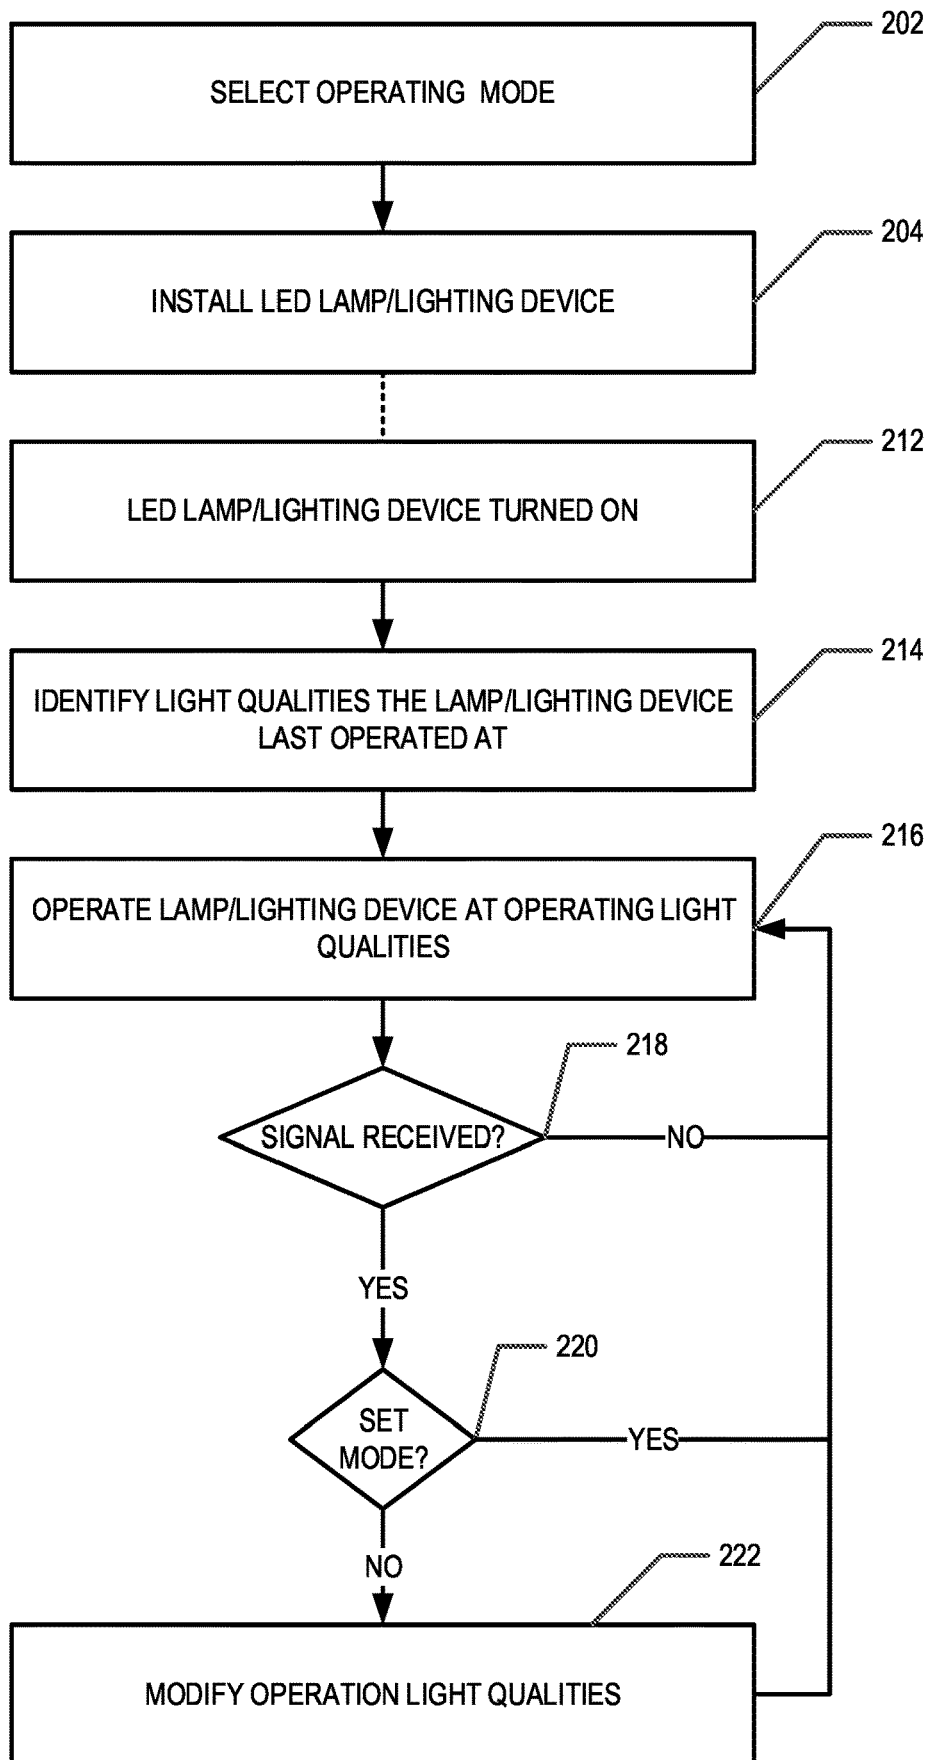 202
SELECT OPERATING MODE
204
INSTALL LED LAMP/LIGHTING DEVICE
212
LED LAMP/LIGHTING DEVICE TURNED ON
214
IDENTIFY LIGHT QUALITIES THE LAMP/LIGHTING DEVICE
LAST OPERATED AT
216
OPERATE LAMP/LIGHTING DEVICE AT OPERATING LIGHT
QUALITIES
218
SIGNAL RECEIVED?
NO
YES
220
SET
MODE?
YES
NO
222
MODIFY OPERATION LIGHT QUALITIES